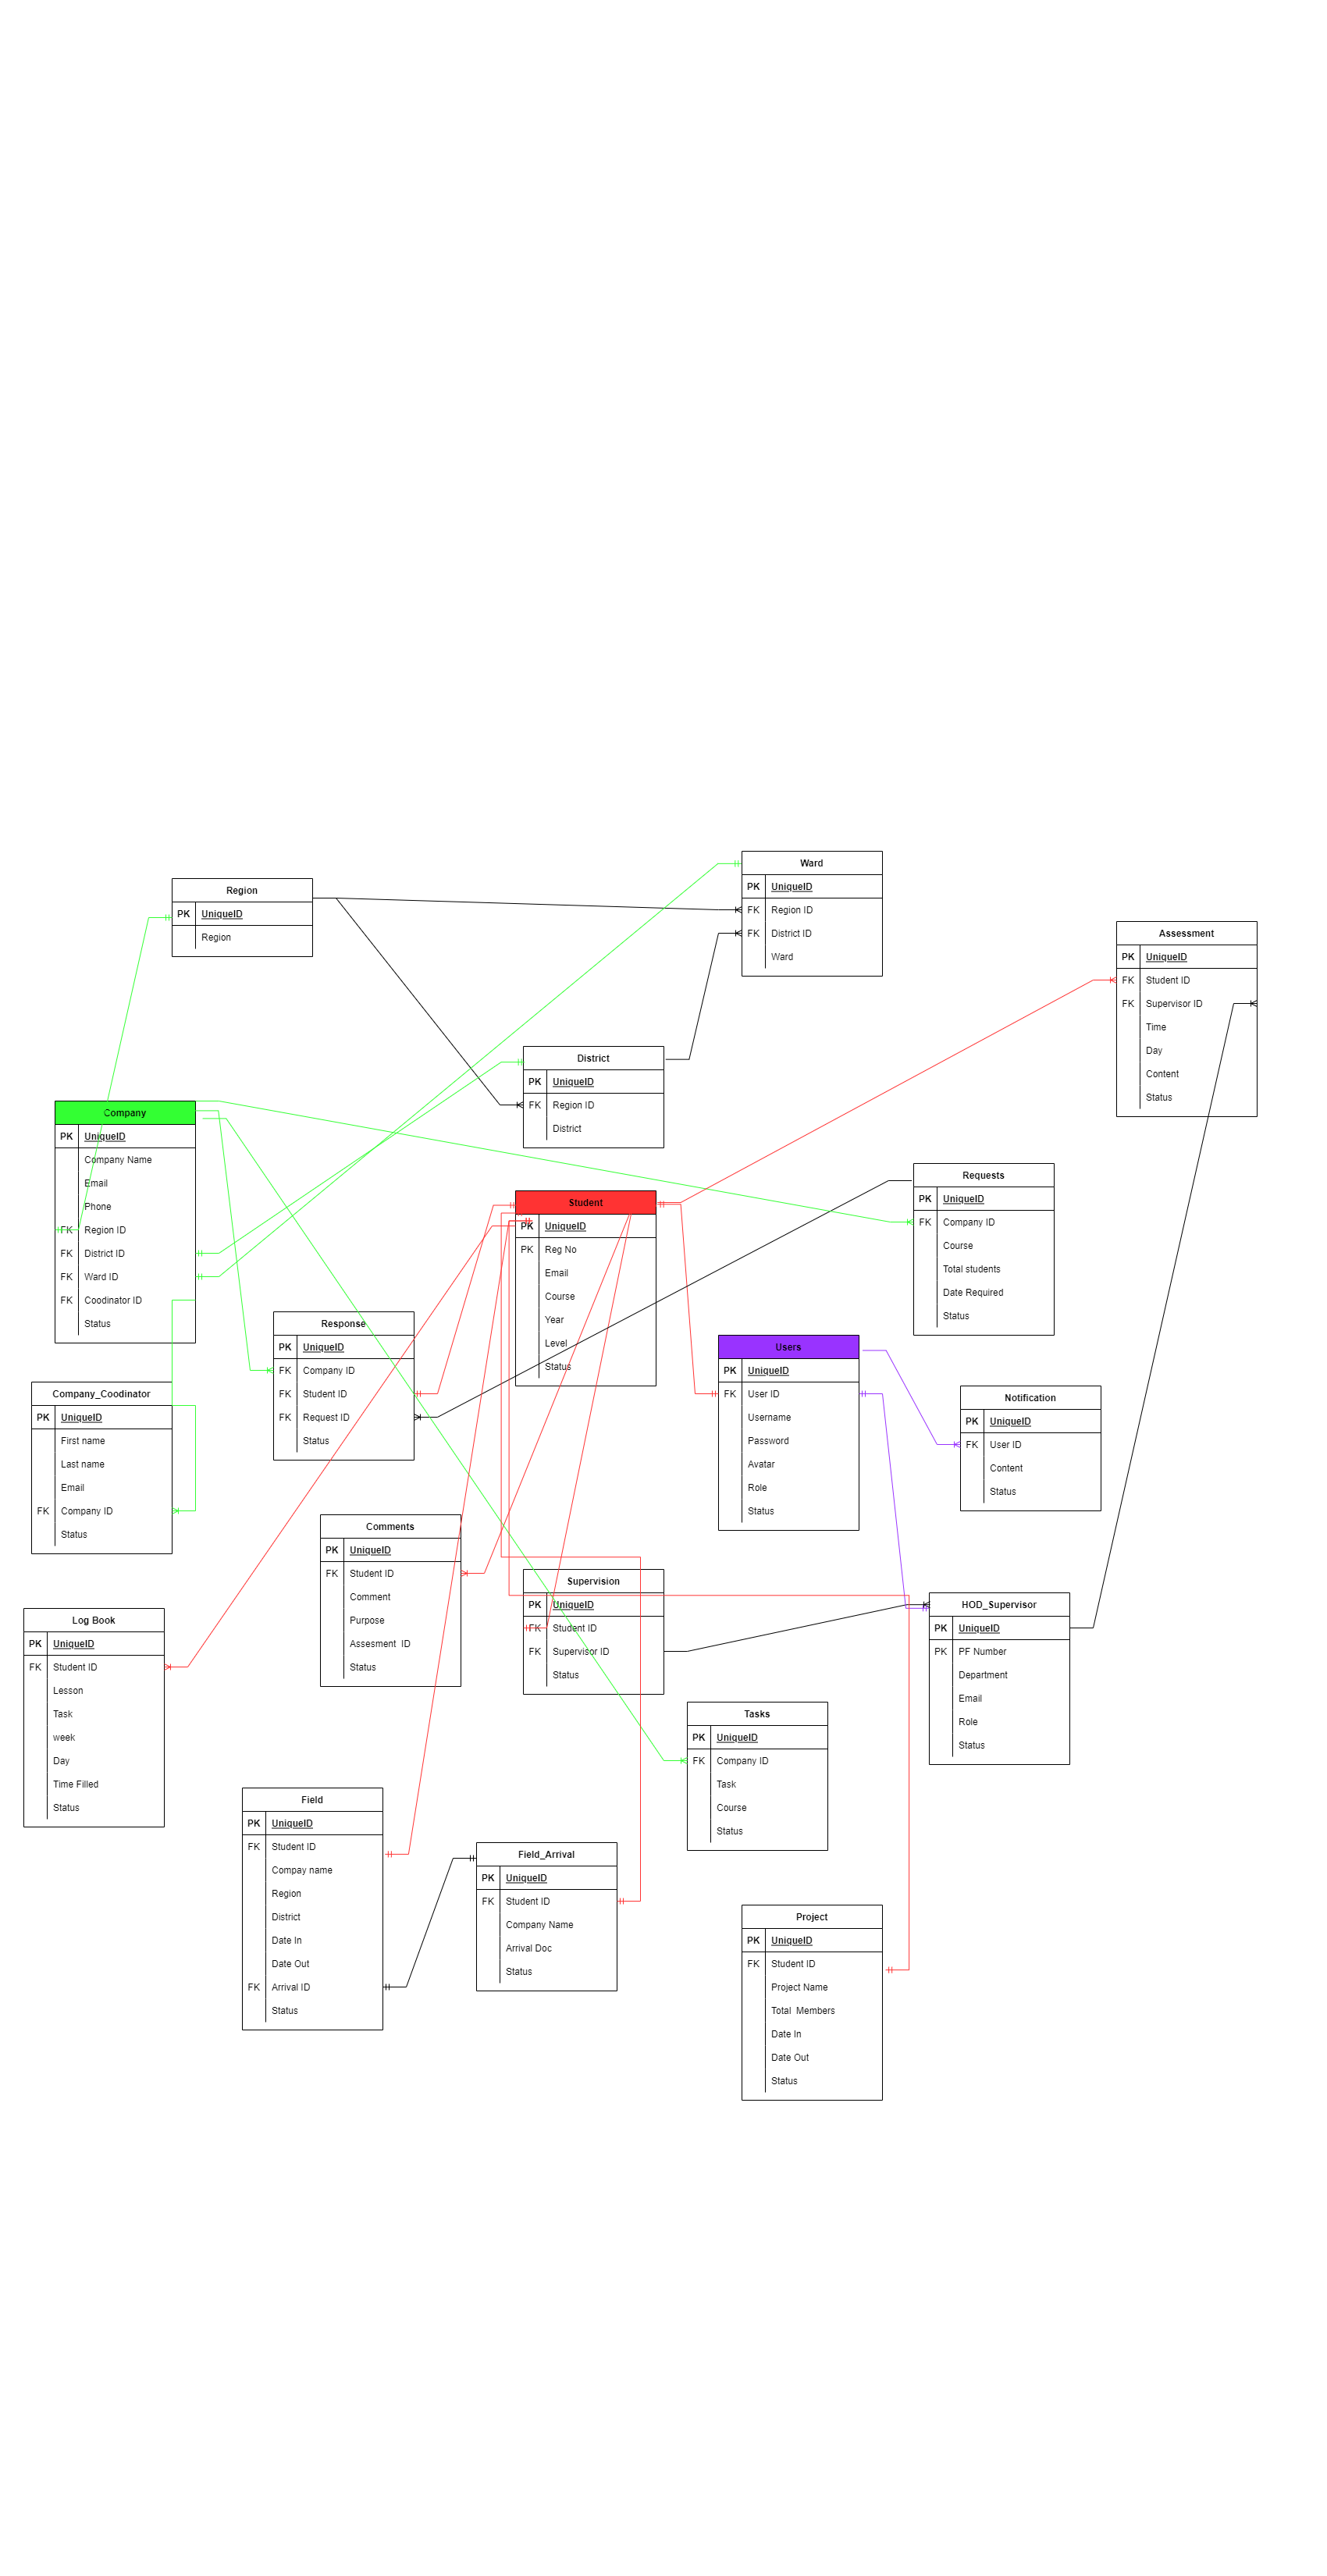 Ward
PK UniqueID
FK Region ID
FK District ID
Ward
Region
PK UniqueID
Region
Assessment
PK UniqueID
FK Student ID
FK Supervisor ID
Time
Day
Content
Status
District
PK UniqueID
FK Region ID
District
Company
PK UniqueID
Company Name
Email
Phone
FK Region ID
FK District ID
FK Ward ID
FK Coodinator ID
Status
Requests
PK UniqueID
FK Company ID
Course
Total students
Date Required
Status
Student
PK UniqueID
PK Reg No
Email
Course
Year
Level
Status
Response
PK UniqueID
FK Company ID
FK Student ID
FK Request ID
Status
Users
PK UniqueID
FK User ID
Username
Password
Avatar
Role
Status
Company_Coodinator
PK UniqueID
First name
Last name
Email
FK Company ID
Status
Notification
PK UniqueID
FK User ID
Content
Status
Comments
PK UniqueID
FK Student ID
Comment
Purpose
Assesment ID
Status
Supervision
PK UniqueID
FK Student ID
FK Supervisor ID
Status
HOD_Supervisor
PK UniqueID
PK PF Number
Department
Email
Role
Status
Log Book
PK UniqueID
FK Student ID
Lesson
Task
week
Day
Time Filled
Status
Tasks
PK UniqueID
FK Company ID
Task
Course
Status
Field
PK UniqueID
FK Student ID
Compay name
Region
District
Date In
Date Out
FK Arrival ID
Status
Field_Arrival
PK UniqueID
FK Student ID
Company Name
Arrival Doc
Status
Project
PK UniqueID
FK Student ID
Project Name
Total Members
Date In
Date Out
Status